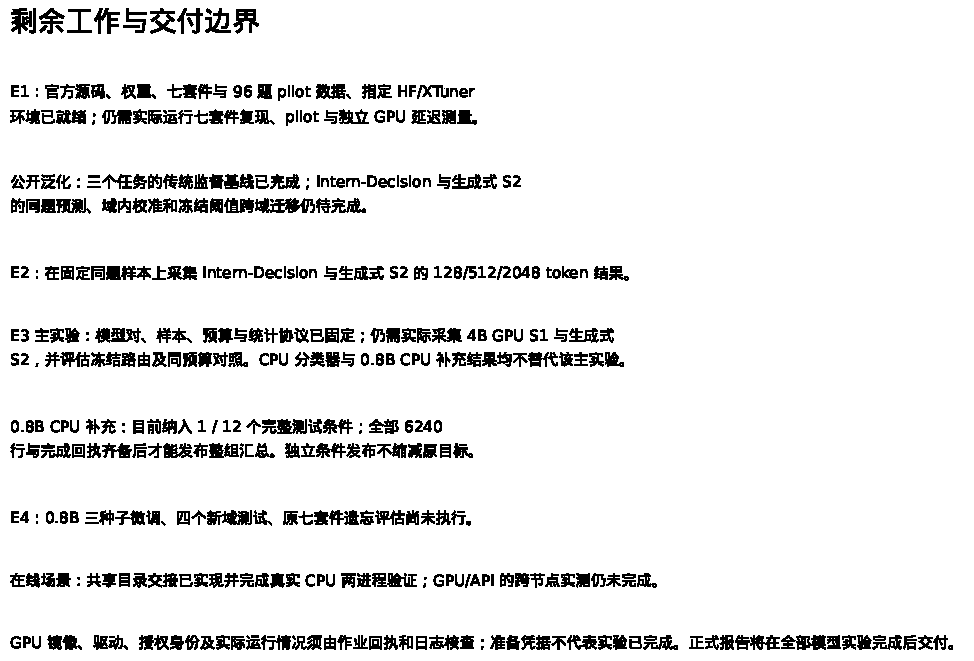 剩余工作与交付边界
E1：官方源码、权重、七套件与 96 题 pilot 数据、指定 HF/XTuner
环境已就绪；仍需实际运行七套件复现、pilot 与独立 GPU 延迟测量。
公开泛化：三个任务的传统监督基线已完成；Intern-Decision 与生成式 S2
的同题预测、域内校准和冻结阈值跨域迁移仍待完成。
E2：在固定同题样本上采集 Intern-Decision 与生成式 S2 的 128/512/2048 token 结果。
E3 主实验：模型对、样本、预算与统计协议已固定；仍需实际采集 4B GPU S1 与生成式
S2，并评估冻结路由及同预算对照。CPU 分类器与 0.8B CPU 补充结果均不替代该主实验。
0.8B CPU 补充：目前纳入 1 / 12 个完整测试条件；全部 6240
行与完成回执齐备后才能发布整组汇总。独立条件发布不缩减原目标。
E4：0.8B 三种子微调、四个新域测试、原七套件遗忘评估尚未执行。
在线场景：共享目录交接已实现并完成真实 CPU 两进程验证；GPU/API 的跨节点实测仍未完成。
GPU 镜像、驱动、授权身份及实际运行情况须由作业回执和日志核查；准备凭据不代表实验已完成。正式报告将在全部模型实验完成后交付。